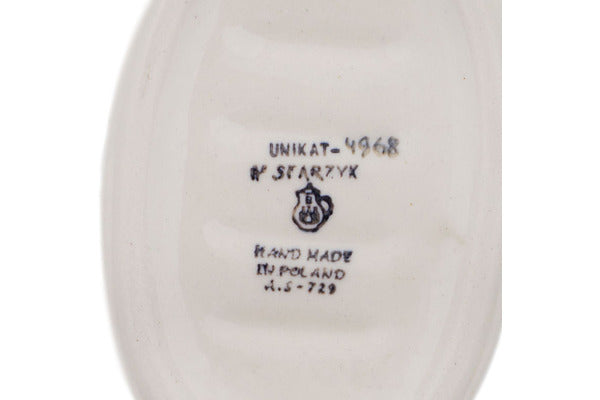 UNIKAT-4968
W STARZYK
HAND MADE
IN POLAND
A.S-729